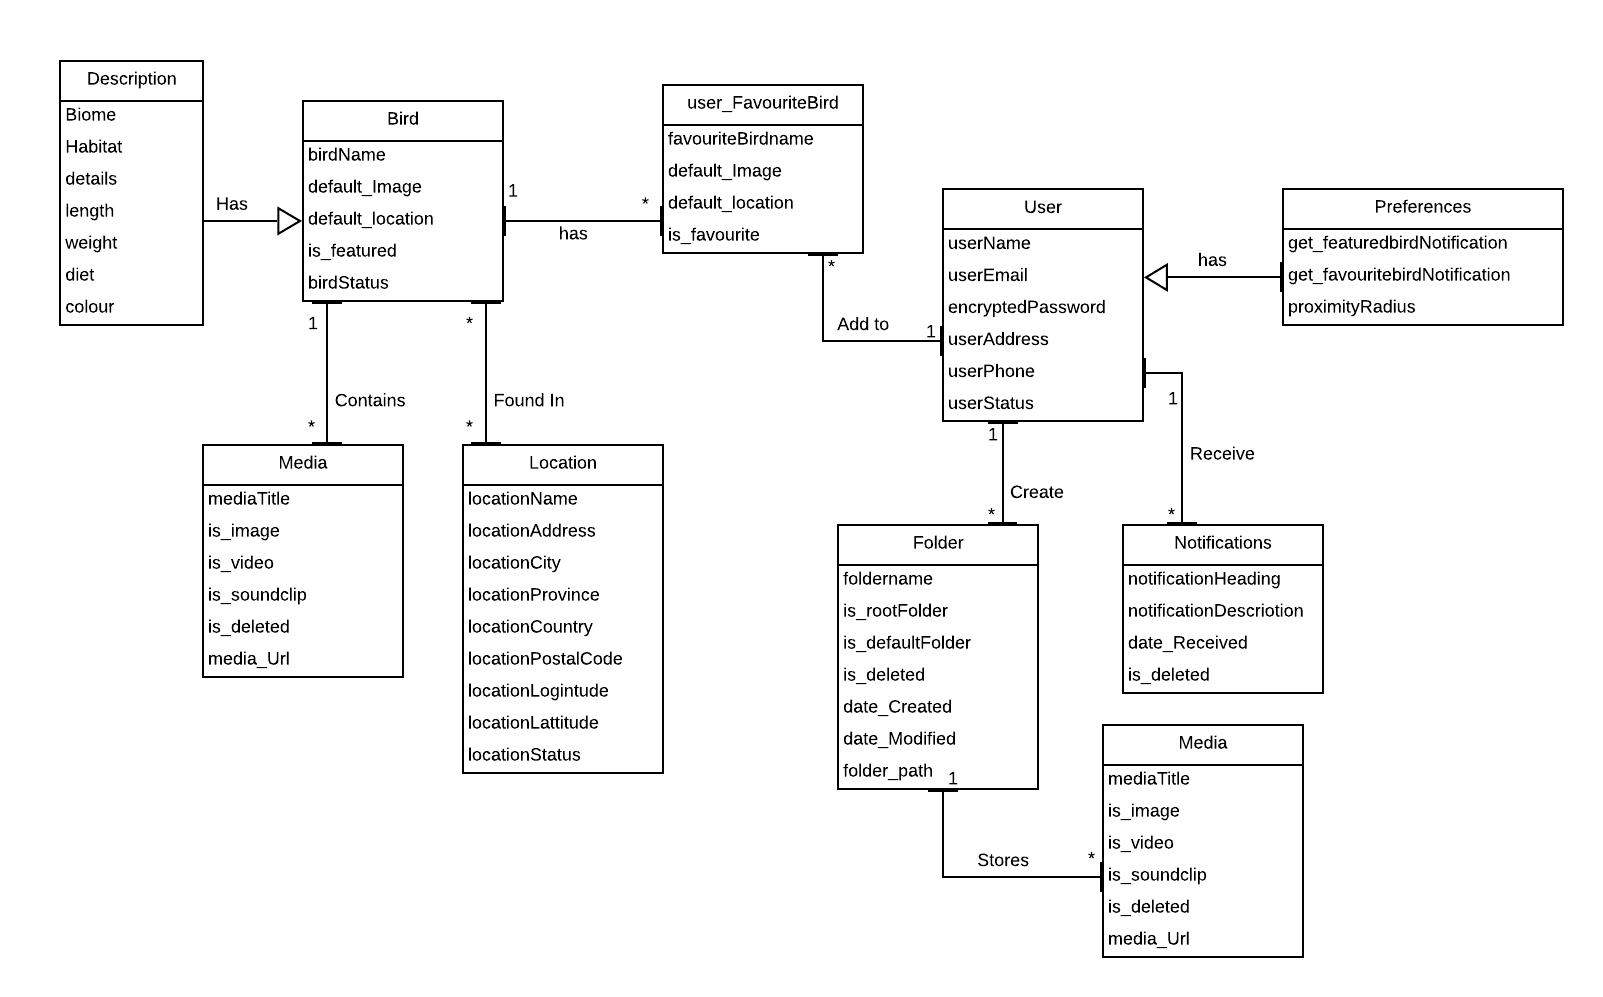 Description
Biome
Habitat
details
length
weight
diet
colour
Has
Bird
birdName
default_Image
default_location
is_featured
birdStatus
1
*
has
user_FavouriteBird
favouriteBirdname
default_Image
default_location
is_favourite
*
Add to
1
User
userName
userEmail
encryptedPassword
userAddress
userPhone
userStatus
has
Preferences
get_featuredbirdNotification
get_favouritebirdNotification
proximityRadius
1
Contains
*
*
Found In
*
1
Create
*
1
Receive
*
Media
mediaTitle
is_image
is_video
is_soundclip
is_deleted
media_Url
Location
locationName
locationAddress
locationCity
locationProvince
locationCountry
locationPostalCode
locationLogintude
locationLattitude
locationStatus
Folder
foldername
is_rootFolder
is_defaultFolder
is_deleted
date_Created
date_Modified
folder_path
1
Stores
*
Notifications
notificationHeading
notificationDescriotion
date_Received
is_deleted
Media
mediaTitle
is_image
is_video
is_soundclip
is_deleted
media_Url